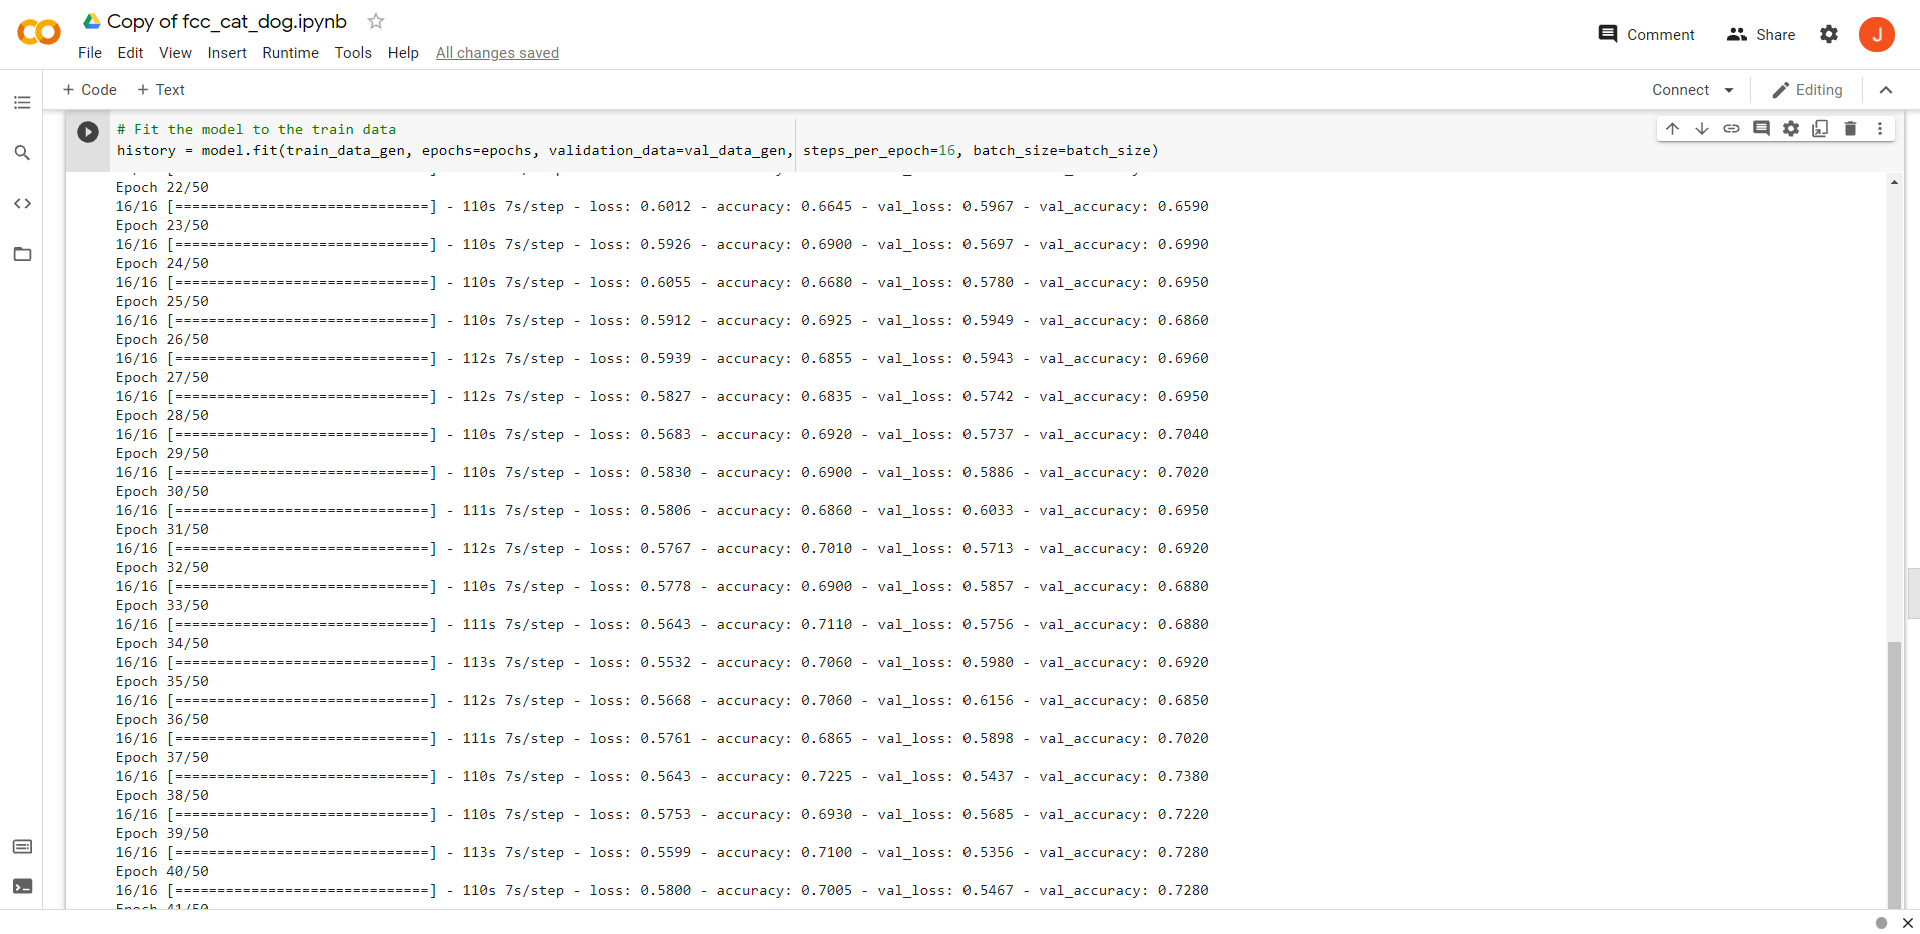 Copy of fcc_cat_dog.ipynb
File Edit View Insert Runtime Tools Help All changes saved
Comment Share J
+ Code + Text
Connect Editing
# Fit the model to the train data
history = model.fit(train_data_gen, epochs=epochs, validation_data=val_data_gen, steps_per_epoch=16, batch_size=batch_size)
Epoch 22/50
16/16 [==============================] - 110s 7s/step - loss: 0.6012 - accuracy: 0.6645 - val_loss: 0.5967 - val_accuracy: 0.6590
Epoch 23/50
16/16 [==============================] - 110s 7s/step - loss: 0.5926 - accuracy: 0.6900 - val_loss: 0.5697 - val_accuracy: 0.6990
Epoch 24/50
16/16 [==============================] - 110s 7s/step - loss: 0.6055 - accuracy: 0.6680 - val_loss: 0.5780 - val_accuracy: 0.6950
Epoch 25/50
16/16 [==============================] - 110s 7s/step - loss: 0.5912 - accuracy: 0.6925 - val_loss: 0.5949 - val_accuracy: 0.6860
Epoch 26/50
16/16 [==============================] - 112s 7s/step - loss: 0.5939 - accuracy: 0.6855 - val_loss: 0.5943 - val_accuracy: 0.6960
Epoch 27/50
16/16 [==============================] - 112s 7s/step - loss: 0.5827 - accuracy: 0.6835 - val_loss: 0.5742 - val_accuracy: 0.6950
Epoch 28/50
16/16 [==============================] - 110s 7s/step - loss: 0.5683 - accuracy: 0.6920 - val_loss: 0.5737 - val_accuracy: 0.7040
Epoch 29/50
16/16 [==============================] - 110s 7s/step - loss: 0.5830 - accuracy: 0.6900 - val_loss: 0.5886 - val_accuracy: 0.7020
Epoch 30/50
16/16 [==============================] - 111s 7s/step - loss: 0.5806 - accuracy: 0.6860 - val_loss: 0.6033 - val_accuracy: 0.6950
Epoch 31/50
16/16 [==============================] - 112s 7s/step - loss: 0.5767 - accuracy: 0.7010 - val_loss: 0.5713 - val_accuracy: 0.6920
Epoch 32/50
16/16 [==============================] - 110s 7s/step - loss: 0.5778 - accuracy: 0.6900 - val_loss: 0.5857 - val_accuracy: 0.6880
Epoch 33/50
16/16 [==============================] - 111s 7s/step - loss: 0.5643 - accuracy: 0.7110 - val_loss: 0.5756 - val_accuracy: 0.6880
Epoch 34/50
16/16 [==============================] - 113s 7s/step - loss: 0.5532 - accuracy: 0.7060 - val_loss: 0.5980 - val_accuracy: 0.6920
Epoch 35/50
16/16 [==============================] - 112s 7s/step - loss: 0.5668 - accuracy: 0.7060 - val_loss: 0.6156 - val_accuracy: 0.6850
Epoch 36/50
16/16 [==============================] - 111s 7s/step - loss: 0.5761 - accuracy: 0.6865 - val_loss: 0.5898 - val_accuracy: 0.7020
Epoch 37/50
16/16 [==============================] - 110s 7s/step - loss: 0.5643 - accuracy: 0.7225 - val_loss: 0.5437 - val_accuracy: 0.7380
Epoch 38/50
16/16 [==============================] - 110s 7s/step - loss: 0.5753 - accuracy: 0.6930 - val_loss: 0.5685 - val_accuracy: 0.7220
Epoch 39/50
16/16 [==============================] - 113s 7s/step - loss: 0.5599 - accuracy: 0.7100 - val_loss: 0.5356 - val_accuracy: 0.7280
Epoch 40/50
16/16 [==============================] - 110s 7s/step - loss: 0.5800 - accuracy: 0.7005 - val_loss: 0.5467 - val_accuracy: 0.7280
Epoch 41/50